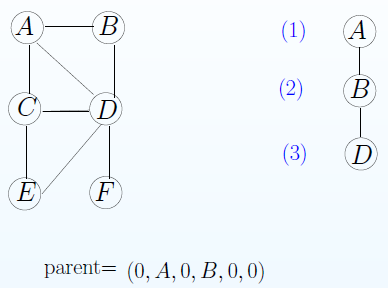 A B (1) A
(2) B
C D
(3) D
E F
parent= (0, A, 0, B, 0, 0)